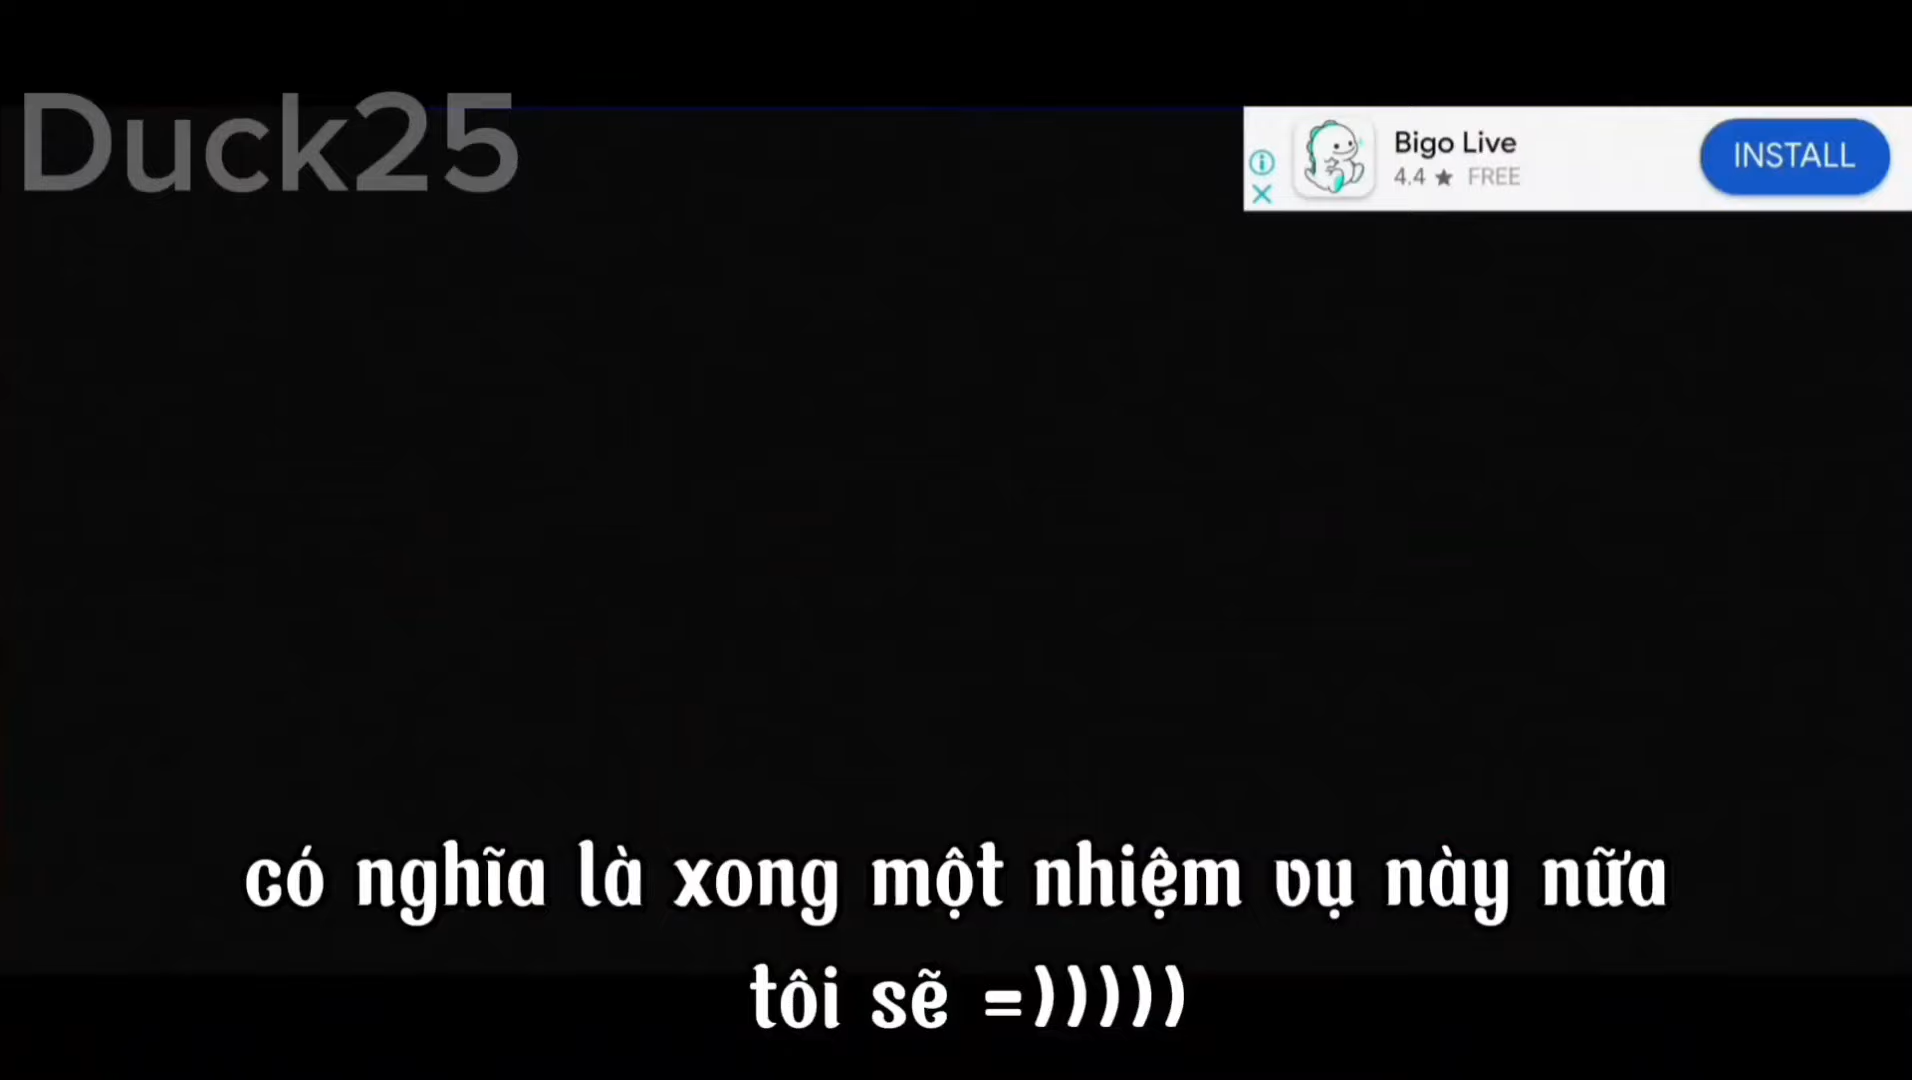 Duck25
Bigo Live
4.4 ★ FREE
INSTALL
có nghĩa là xong một nhiệm vụ này nữa
tôi sẽ =)))))